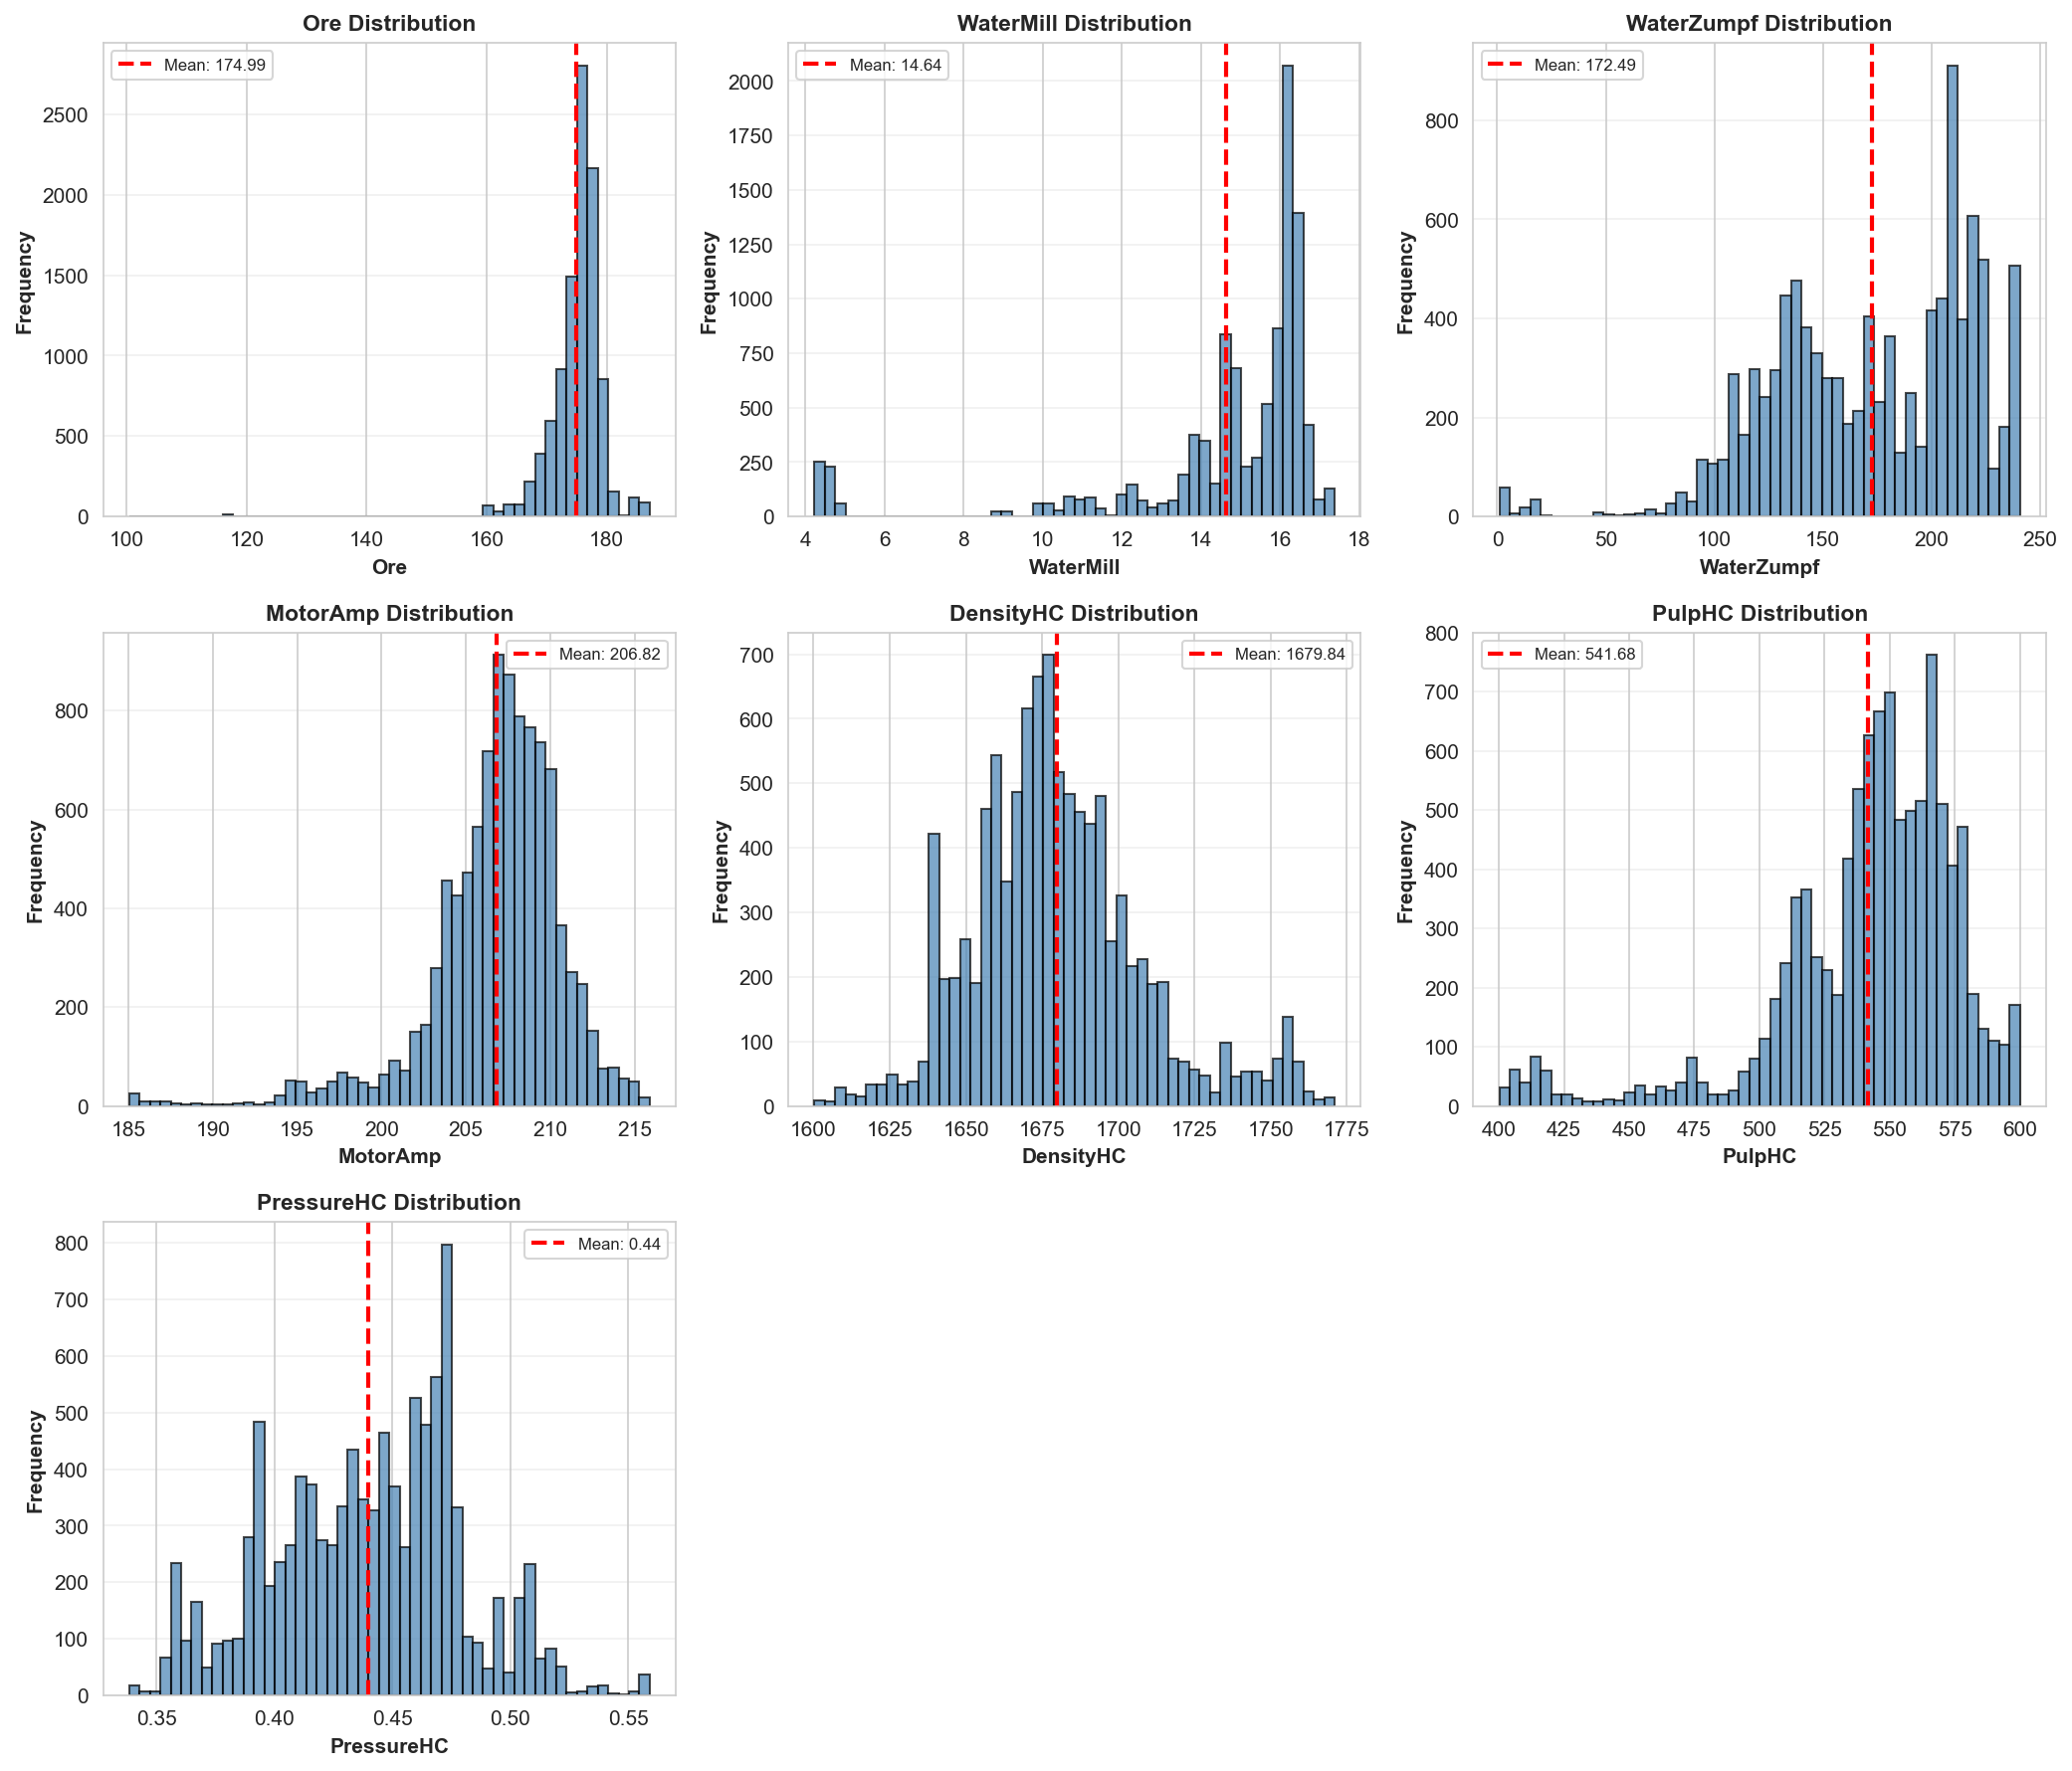 Ore Distribution
Mean: 174.99
Frequency
2500
2000
1500
1000
500
0
100 120 140 160 180
Ore
WaterMill Distribution
Mean: 14.64
Frequency
2000
1750
1500
1250
1000
750
500
250
0
4 6 8 10 12 14 16 18
WaterMill
WaterZumpf Distribution
Mean: 172.49
Frequency
800
600
400
200
0
0 50 100 150 200 250
WaterZumpf
MotorAmp Distribution
Mean: 206.82
Frequency
800
600
400
200
0
185 190 195 200 205 210 215
MotorAmp
DensityHC Distribution
Mean: 1679.84
Frequency
700
600
500
400
300
200
100
0
1600 1625 1650 1675 1700 1725 1750 1775
DensityHC
PulpHC Distribution
Mean: 541.68
Frequency
800
700
600
500
400
300
200
100
0
400 425 450 475 500 525 550 575 600
PulpHC
PressureHC Distribution
Mean: 0.44
Frequency
800
700
600
500
400
300
200
100
0
0.35 0.40 0.45 0.50 0.55
PressureHC